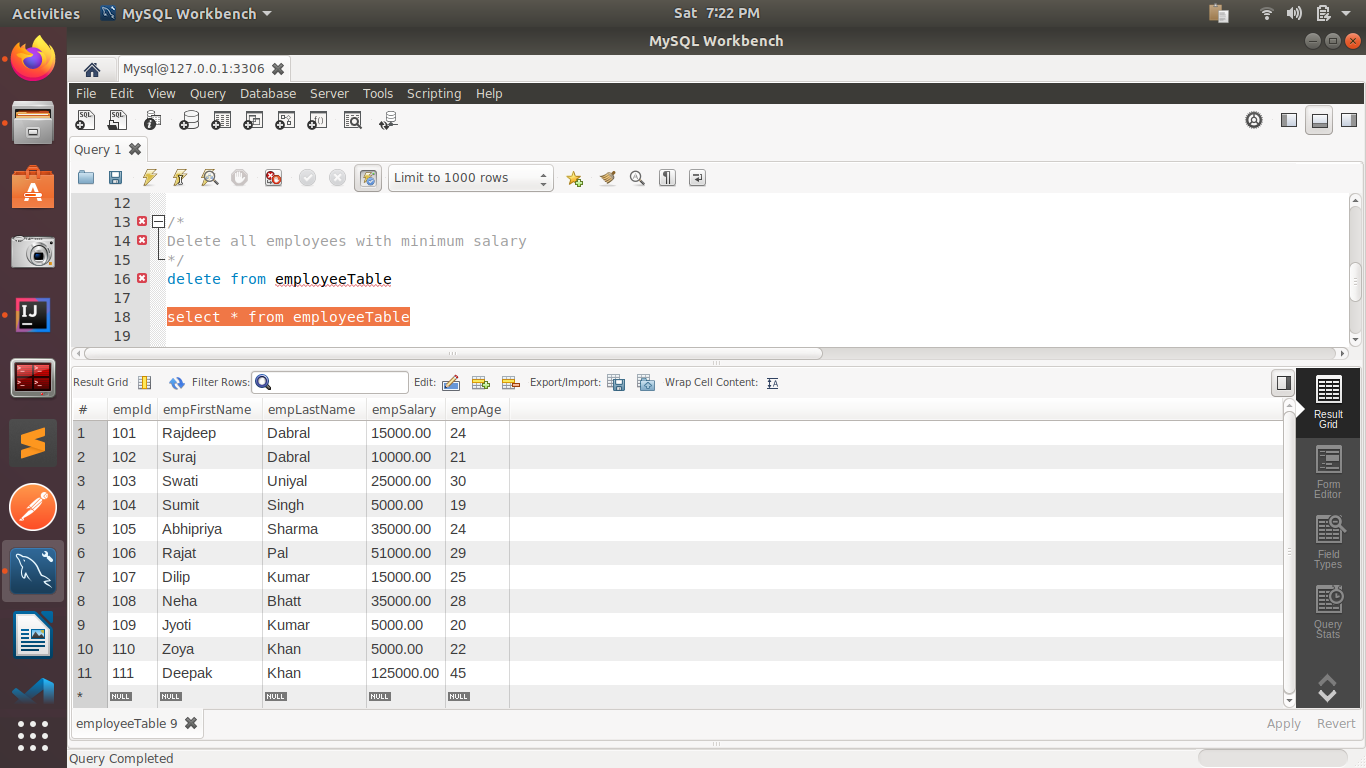 Activities MySQL Workbench Sat 7:22 PM
MySQL Workbench
Mysql@127.0.0.1:3306
File Edit View Query Database Server Tools Scripting Help
Query 1
Limit to 1000 rows
12
13 /*
14 Delete all employees with minimum salary
15 */
16 delete from employeeTable
17
18 select * from employeeTable
19
Result Grid Filter Rows: Edit: Export/Import: Wrap Cell Content:
# empId empFirstName empLastName empSalary empAge
1 101 Rajdeep Dabral 15000.00 24
2 102 Suraj Dabral 10000.00 21
3 103 Swati Uniyal 25000.00 30
4 104 Sumit Singh 5000.00 19
5 105 Abhipriya Sharma 35000.00 24
6 106 Rajat Pal 51000.00 29
7 107 Dilip Kumar 15000.00 25
8 108 Neha Bhatt 35000.00 28
9 109 Jyoti Kumar 5000.00 20
10 110 Zoya Khan 5000.00 22
11 111 Deepak Khan 125000.00 45
* NULL NULL NULL NULL NULL
Result
Grid
Form
Editor
Field
Types
Query
Stats
employeeTable 9 Apply Revert
Query Completed